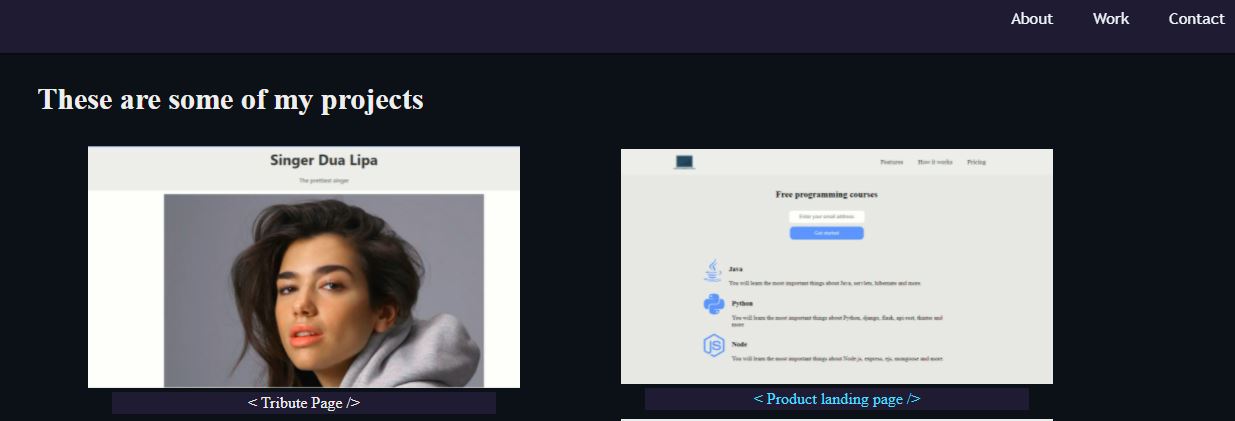 About Work Contact
These are some of my projects
Singer Dua Lipa
The prettiest singer
< Tribute Page />
Features How it works Pricing
Free programming courses
Enter your email address
Get started
Java
You will learn the most important things about Java, servlets, hibernate and more
Python
You will learn the most important things about Python, django, flask, api rest, tkinter and
more
JS
Node
You will learn the most important things about Node js, express, ejs, mongoose and more
< Product landing page />